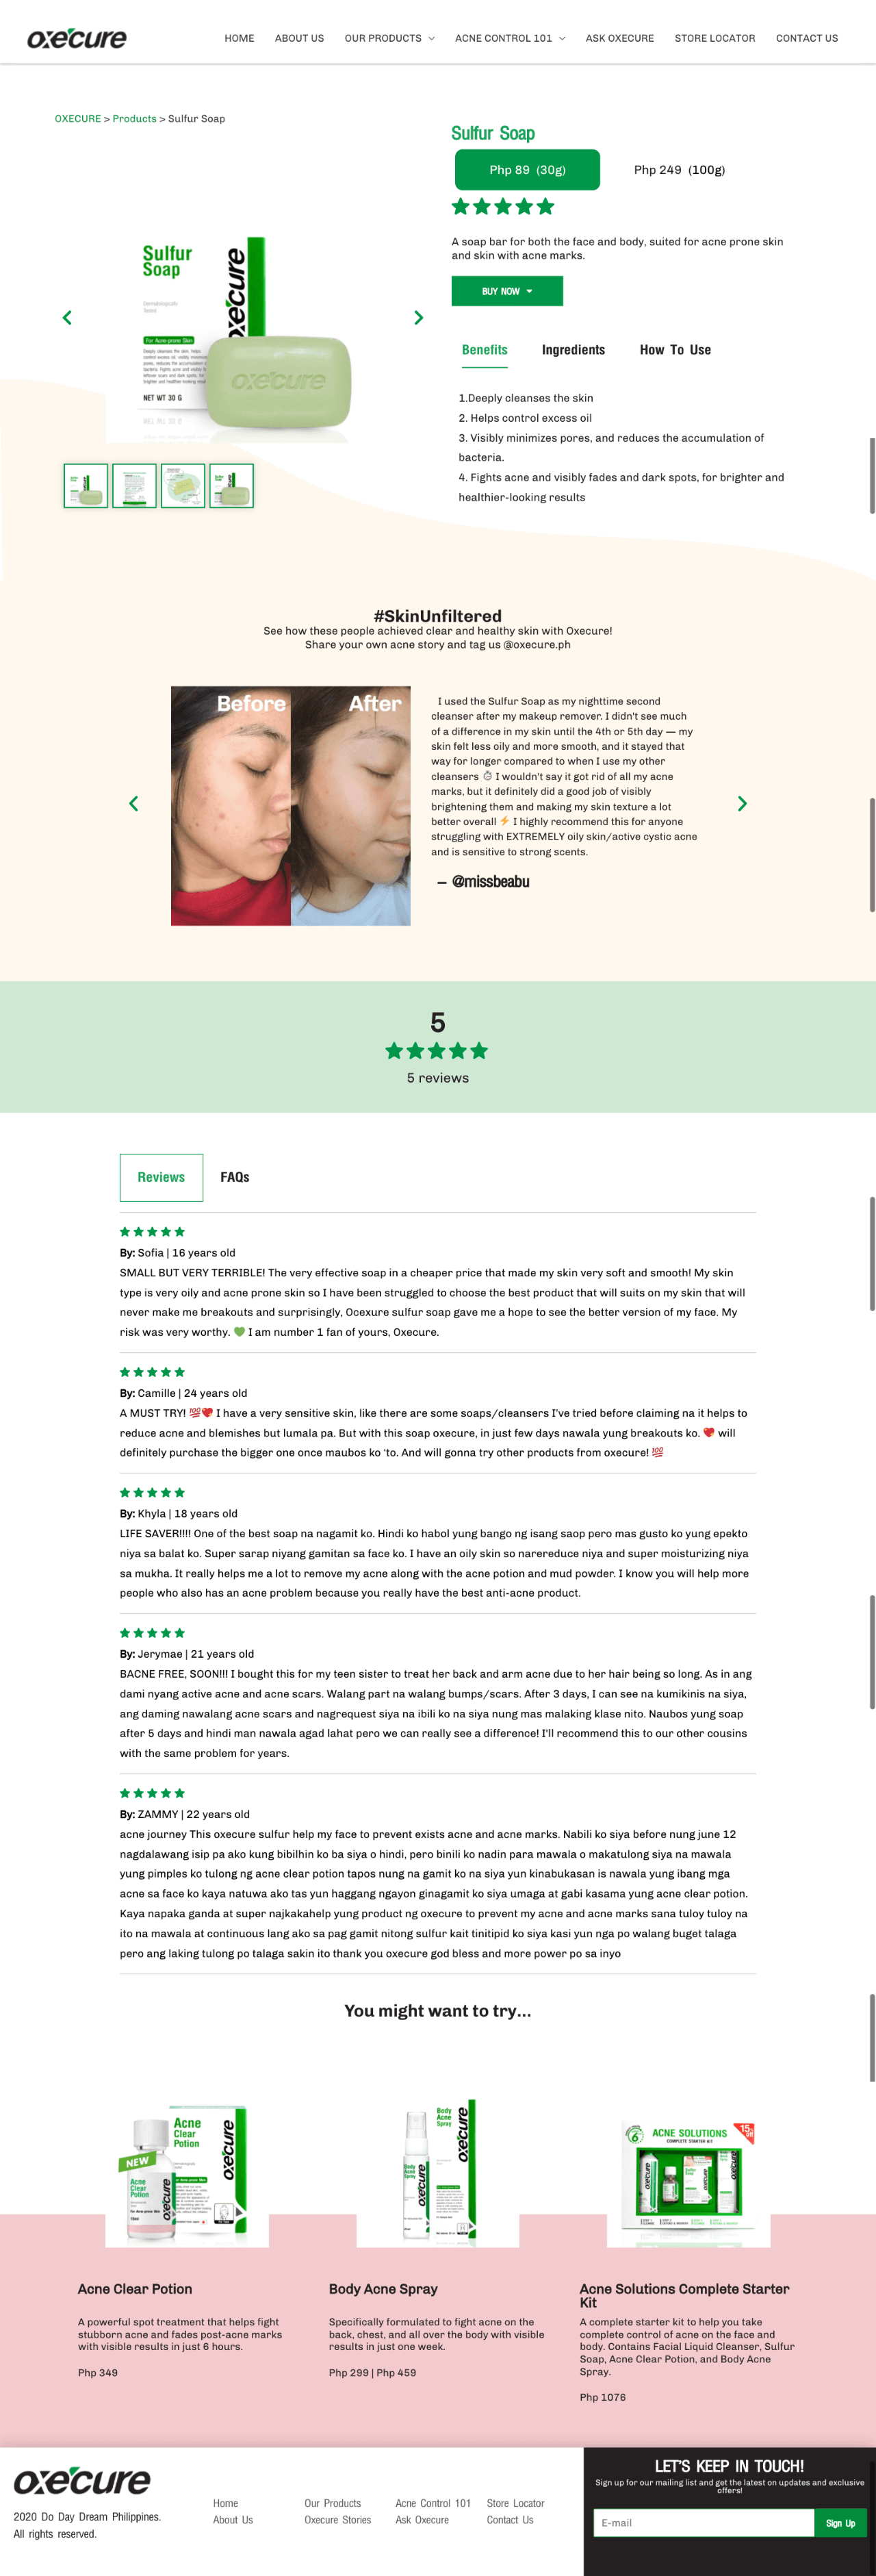 oxecure
HOME ABOUT US OUR PRODUCTS ACNE CONTROL 101 ASK OXECURE STORE LOCATOR CONTACT US
OXECURE > Products > Sulfur Soap
Sulfur Soap
Php 89 (30g) Php 249 (100g)
A soap bar for both the face and body, suited for acne prone skin
and skin with acne marks.
BUY NOW
Sulfur
Soap
Dermatologically
Tested
For Acne-prone Skin
NET WT 30 G
oxecure
oxecure
Benefits Ingredients How To Use
1.Deeply cleanses the skin
2. Helps control excess oil
3. Visibly minimizes pores, and reduces the accumulation of
bacteria.
4. Fights acne and visibly fades and dark spots, for brighter and
healthier-looking results
#SkinUnfiltered
See how these people achieved clear and healthy skin with Oxecure!
Share your own acne story and tag us @oxecure.ph
Before After
I used the Sulfur Soap as my nighttime second
cleanser after my makeup remover. I didn't see much
of a difference in my skin until the 4th or 5th day — my
skin felt less oily and more smooth, and it stayed that
way for longer compared to when I use my other
cleansers ⏱ I wouldn't say it got rid of all my acne
marks, but it definitely did a good job of visibly
brightening them and making my skin texture a lot
better overall ⚡ I highly recommend this for anyone
struggling with EXTREMELY oily skin/active cystic acne
and is sensitive to strong scents.
– @missbeabu
5
5 reviews
Reviews FAQs
By: Sofia | 16 years old
SMALL BUT VERY TERRIBLE! The very effective soap in a cheaper price that made my skin very soft and smooth! My skin
type is very oily and acne prone skin so I have been struggled to choose the best product that will suits on my skin that will
never make me breakouts and surprisingly, Ocexure sulfur soap gave me a hope to see the better version of my face. My
risk was very worthy. 💚 I am number 1 fan of yours, Oxecure.
By: Camille | 24 years old
A MUST TRY! 💯❤️ I have a very sensitive skin, like there are some soaps/cleansers I've tried before claiming na it helps to
reduce acne and blemishes but lumala pa. But with this soap oxecure, in just few days nawala yung breakouts ko. ❤️ will
definitely purchase the bigger one once maubos ko 'to. And will gonna try other products from oxecure! 💯
By: Khyla | 18 years old
LIFE SAVER!!!! One of the best soap na nagamit ko. Hindi ko habol yung bango ng isang saop pero mas gusto ko yung epekto
niya sa balat ko. Super sarap niyang gamitan sa face ko. I have an oily skin so narereduce niya and super moisturizing niya
sa mukha. It really helps me a lot to remove my acne along with the acne potion and mud powder. I know you will help more
people who also has an acne problem because you really have the best anti-acne product.
By: Jerymae | 21 years old
BACNE FREE, SOON!!! I bought this for my teen sister to treat her back and arm acne due to her hair being so long. As in ang
dami nyang active acne and acne scars. Walang part na walang bumps/scars. After 3 days, I can see na kumikinis na siya,
ang daming nawalang acne scars and nagrequest siya na ibili ko na siya nung mas malaking klase nito. Naubos yung soap
after 5 days and hindi man nawala agad lahat pero we can really see a difference! I'll recommend this to our other cousins
with the same problem for years.
By: ZAMMY | 22 years old
acne journey This oxecure sulfur help my face to prevent exists acne and acne marks. Nabili ko siya before nung june 12
nagdalawang isip pa ako kung bibilhin ko ba siya o hindi, pero binili ko nadin para mawala o makatulong siya na mawala
yung pimples ko tulong ng acne clear potion tapos nung na gamit ko na siya yun kinabukasan is nawala yung ibang mga
acne sa face ko kaya natuwa ako tas yun haggang ngayon ginagamit ko siya umaga at gabi kasama yung acne clear potion.
Kaya napaka ganda at super najkakahelp yung product ng oxecure to prevent my acne and acne marks sana tuloy tuloy na
ito na mawala at continuous lang ako sa pag gamit nitong sulfur kait tinitipid ko siya kasi yun nga po walang buget talaga
pero ang laking tulong po talaga sakin ito thank you oxecure god bless and more power po sa inyo
You might want to try...
Acne
Clear
Potion
NEW
Acne
Clear
Potion
oxecure
oxecure
Body
Acne
Spray
Body
Acne
Spray
oxecure
oxecure
ACNE SOLUTIONS
COMPLETE STARTER KIT
15%
Acne Clear Potion
A powerful spot treatment that helps fight
stubborn acne and fades post-acne marks
with visible results in just 6 hours.
Php 349
Body Acne Spray
Specifically formulated to fight acne on the
back, chest, and all over the body with visible
results in just one week.
Php 299 | Php 459
Acne Solutions Complete Starter
Kit
A complete starter kit to help you take
complete control of acne on the face and
body. Contains Facial Liquid Cleanser, Sulfur
Soap, Acne Clear Potion, and Body Acne
Spray.
Php 1076
oxecure
2020 Do Day Dream Philippines.
All rights reserved.
Home Our Products Acne Control 101 Store Locator
About Us Oxecure Stories Ask Oxecure Contact Us
LET'S KEEP IN TOUCH!
Sign up for our mailing list and get the latest on updates and exclusive
offers!
E-mail Sign Up